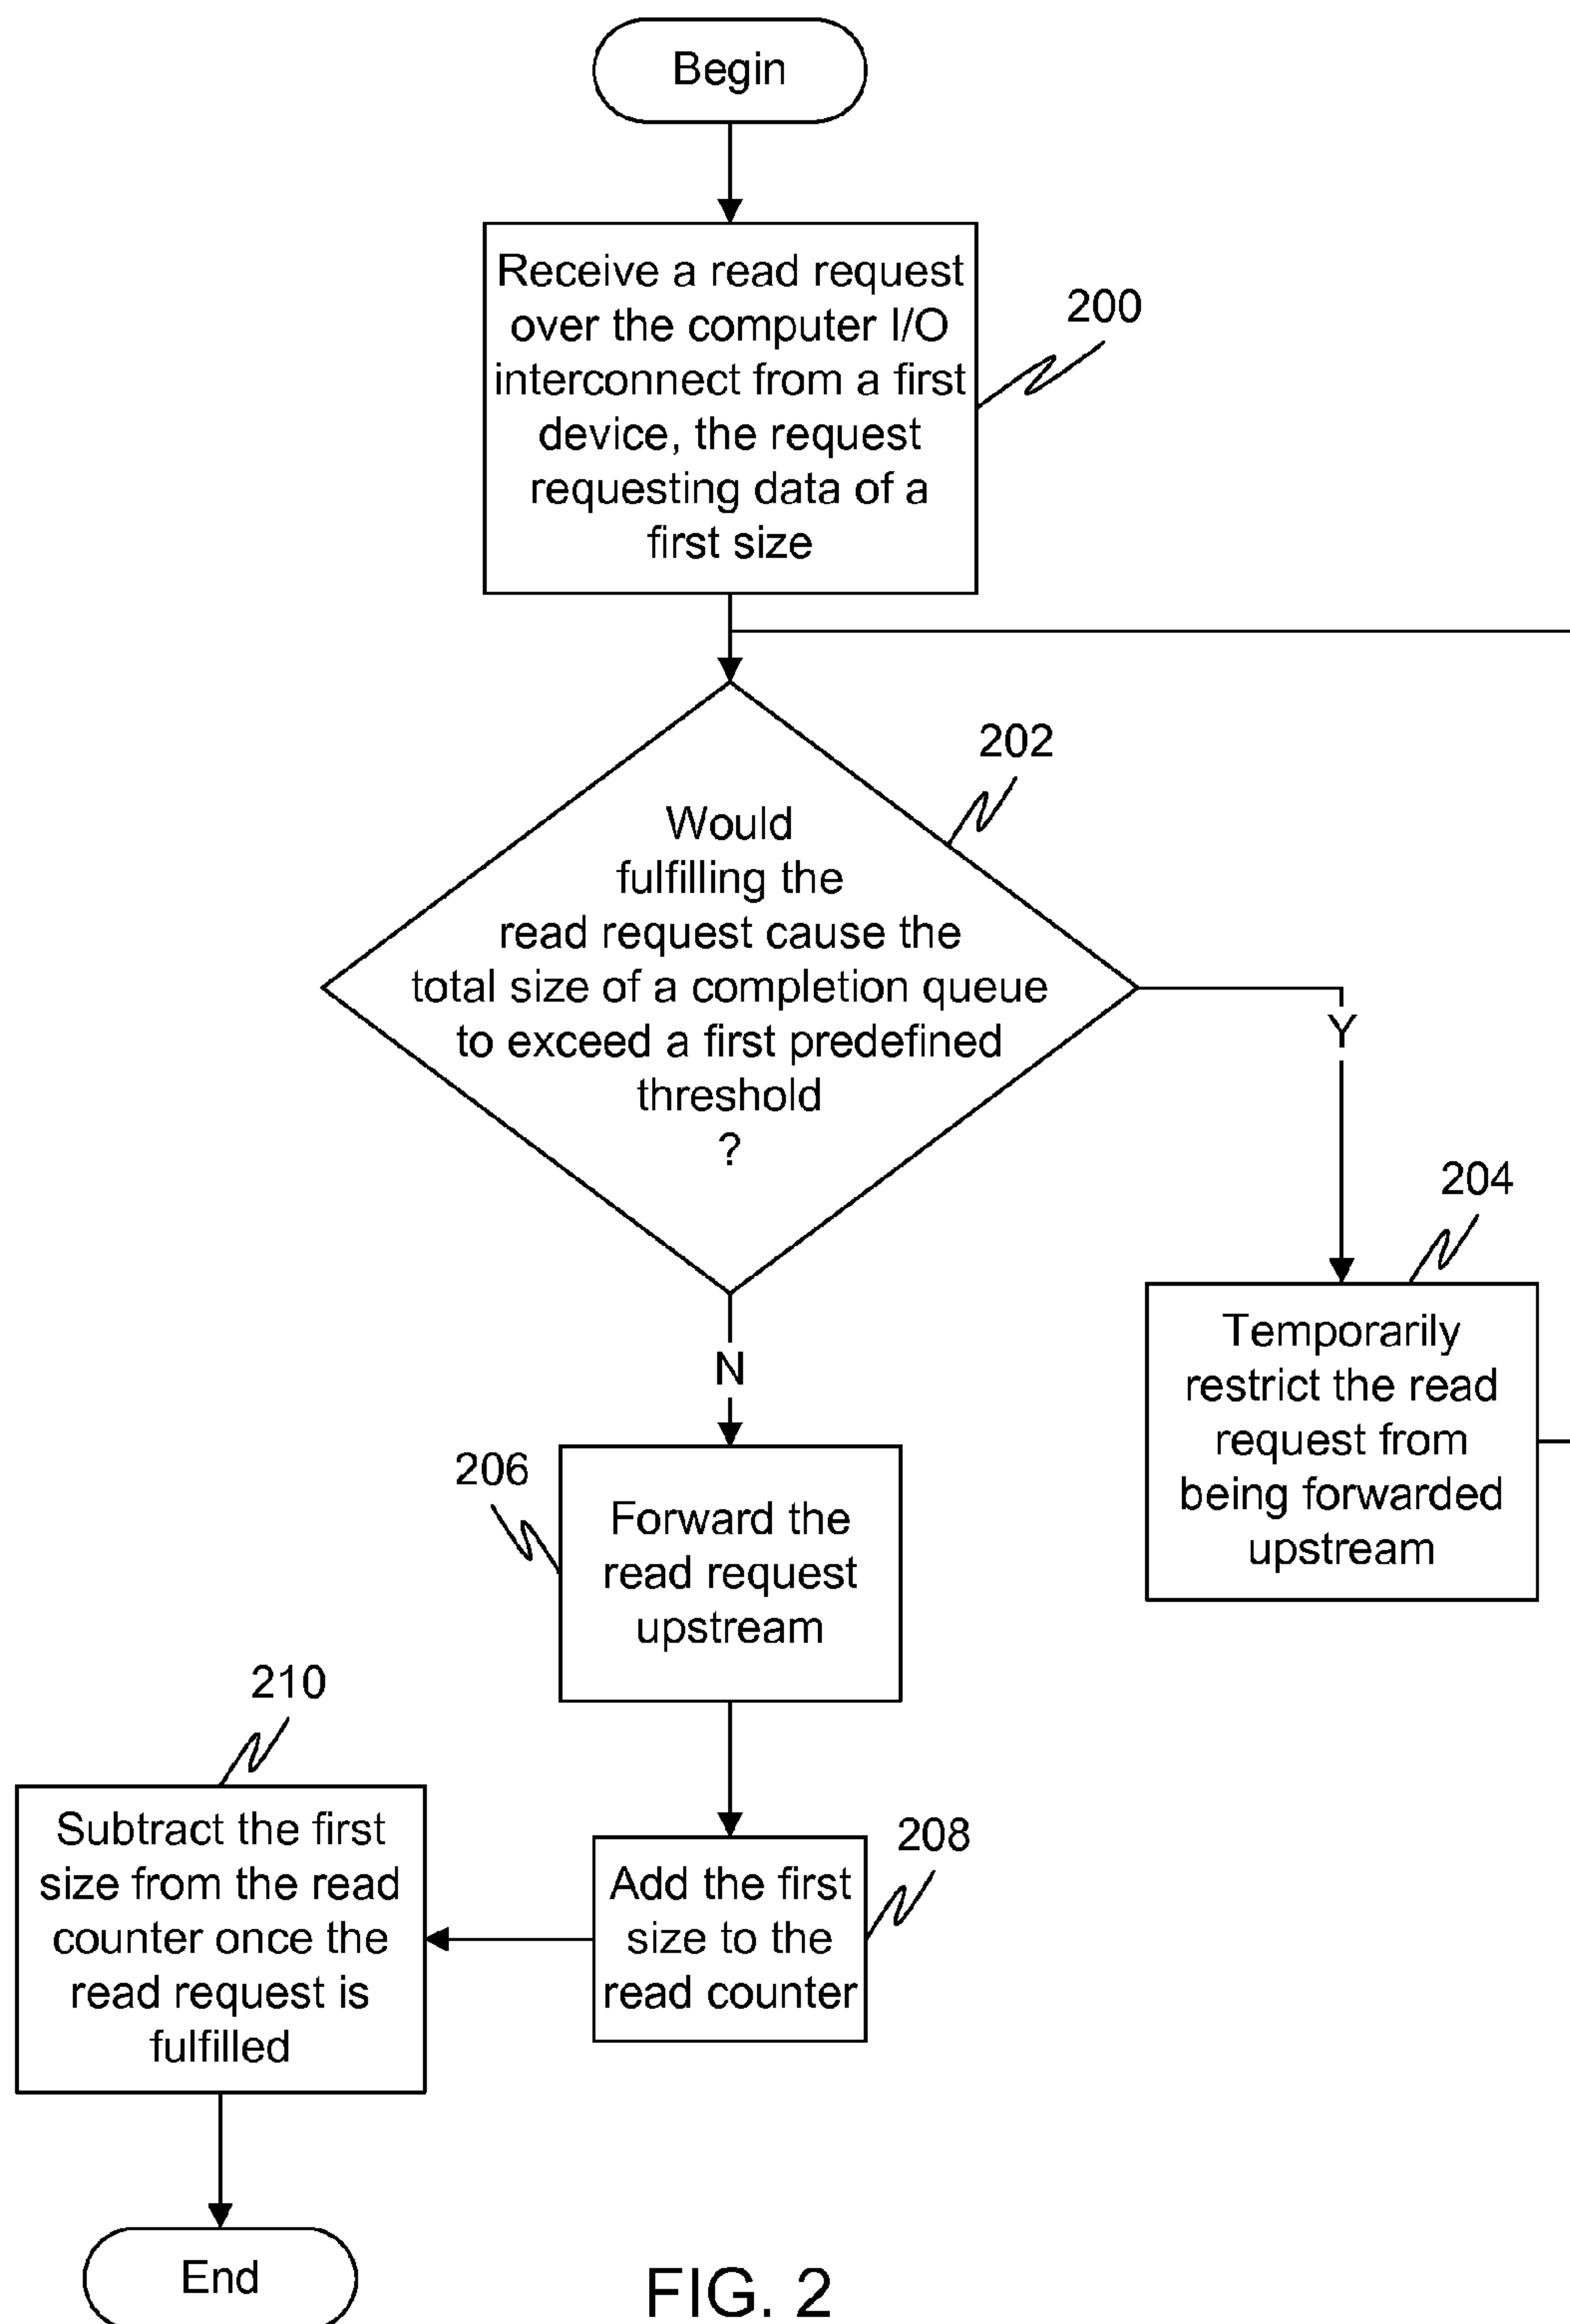 Begin
Receive a read request
over the computer I/O
interconnect from a first
device, the request
requesting data of a
first size
200
202
Would
fulfilling the
read request cause the
total size of a completion queue
to exceed a first predefined
threshold
?
Y
204
Temporarily
restrict the read
request from
being forwarded
upstream
N
206
Forward the
read request
upstream
208
Add the first
size to the
read counter
210
Subtract the first
size from the read
counter once the
read request is
fulfilled
End
FIG. 2